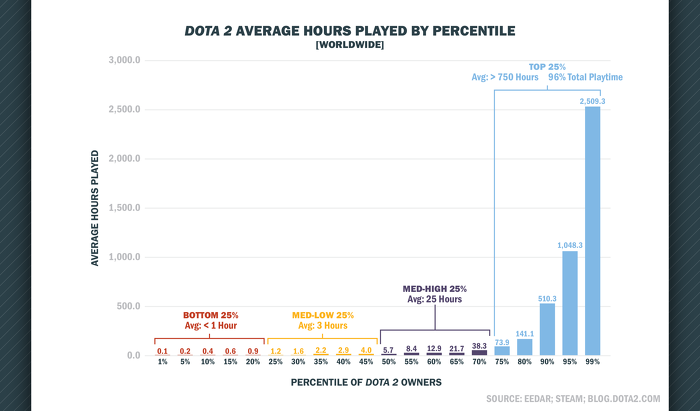 DOTA 2 AVERAGE HOURS PLAYED BY PERCENTILE
[WORLDWIDE]
AVERAGE HOURS PLAYED
3,000.0
2,500.0
2,000.0
1,500.0
1,000.0
500.0
0.0
BOTTOM 25%
Avg: < 1 Hour
MED-LOW 25%
Avg: 3 Hours
MED-HIGH 25%
Avg: 25 Hours
TOP 25%
Avg: > 750 Hours 96% Total Playtime
0.1 0.2 0.4 0.6 0.9 1.2 1.6 2.2 2.9 4.0 5.7 8.4 12.9 21.7 38.3 73.9 141.1 510.3 1,048.3 2,509.3
1% 5% 10% 15% 20% 25% 30% 35% 40% 45% 50% 55% 60% 65% 70% 75% 80% 90% 95% 99%
PERCENTILE OF DOTA 2 OWNERS
SOURCE: EEDAR; STEAM; BLOG.DOTA2.COM